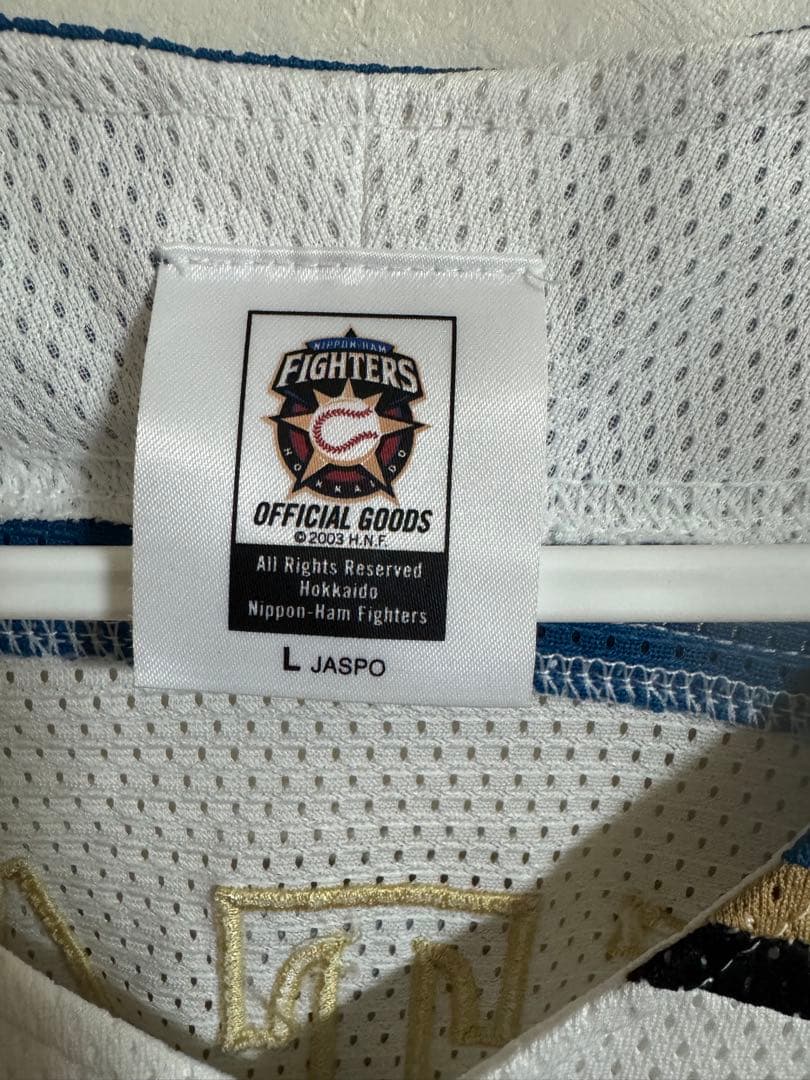 NIPPON-HAM
FIGHTERS
HOKKAIDO
OFFICIAL GOODS
© 2003 H.N.F.
All Rights Reserved
Hokkaido
Nippon-Ham Fighters
L JASPO